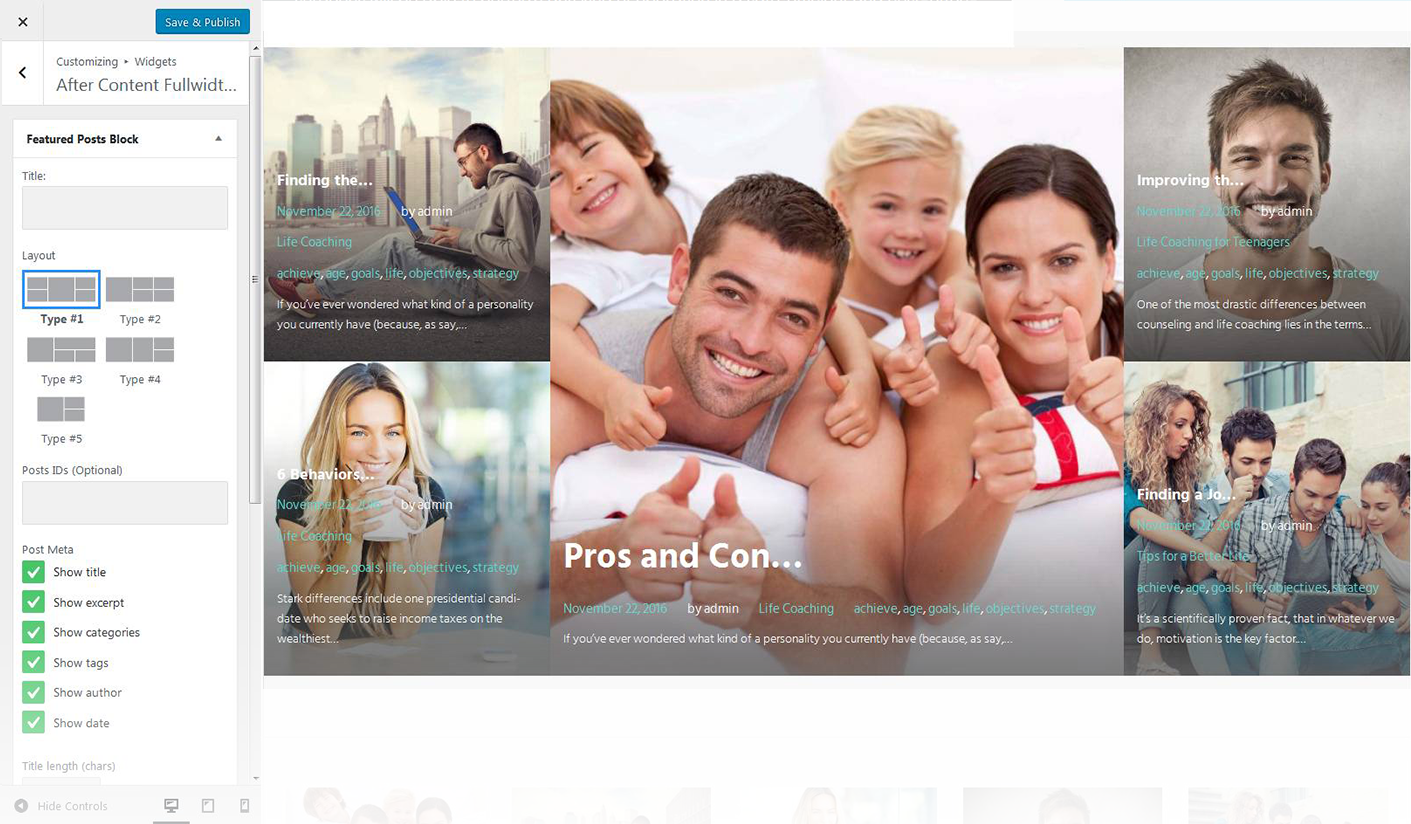 Save & Publish
Customizing ▸ Widgets
After Content Fullwidt...
Featured Posts Block
Title:
Layout
Type #1
Type #2
Type #3
Type #4
Type #5
Posts IDs (Optional)
Post Meta
Show title
Show excerpt
Show categories
Show tags
Show author
Show date
Title length (chars)
Hide Controls
Finding the…
November 22, 2016 by admin
Life Coaching
achieve, age, goals, life, objectives, strategy
If you've ever wondered what kind of a personality
you currently have (because, as say,…
6 Behaviors…
November 22, 2016 by admin
Life Coaching
achieve, age, goals, life, objectives, strategy
Stark differences include one presidential candi-
date who seeks to raise income taxes on the
wealthiest…
Pros and Con…
November 22, 2016 by admin Life Coaching achieve, age, goals, life, objectives, strategy
If you've ever wondered what kind of a personality you currently have (because, as say,…
Improving th…
November 22, 2016 by admin
Life Coaching for Teenagers
achieve, age, goals, life, objectives, strategy
One of the most drastic differences between
counseling and life coaching lies in the terms…
Finding a Jo…
November 22, 2016 by admin
Tips for a Better Life
achieve, age, goals, life, objectives, strategy
It's a scientifically proven fact, that in whatever we
do, motivation is the key factor.…